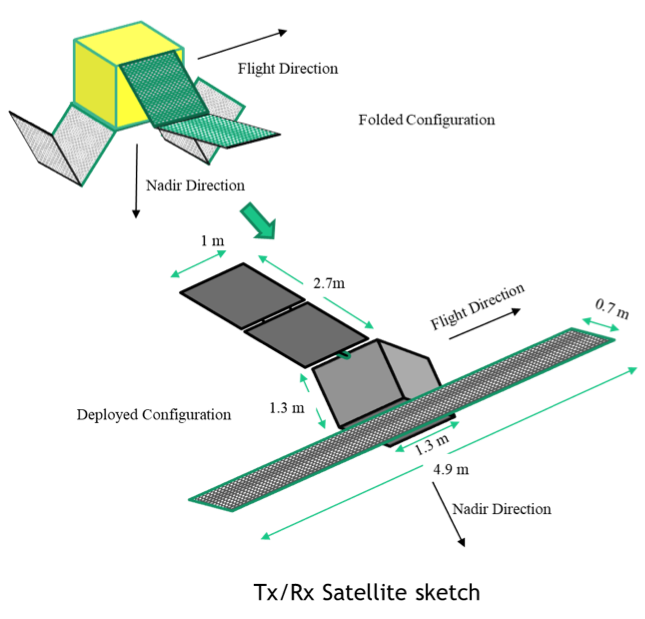 Flight Direction
Folded Configuration
Nadir Direction
1 m
2.7m
Flight Direction
0.7 m
1.3 m
Deployed Configuration
1.3 m
4.9 m
Nadir Direction
Tx/Rx Satellite sketch